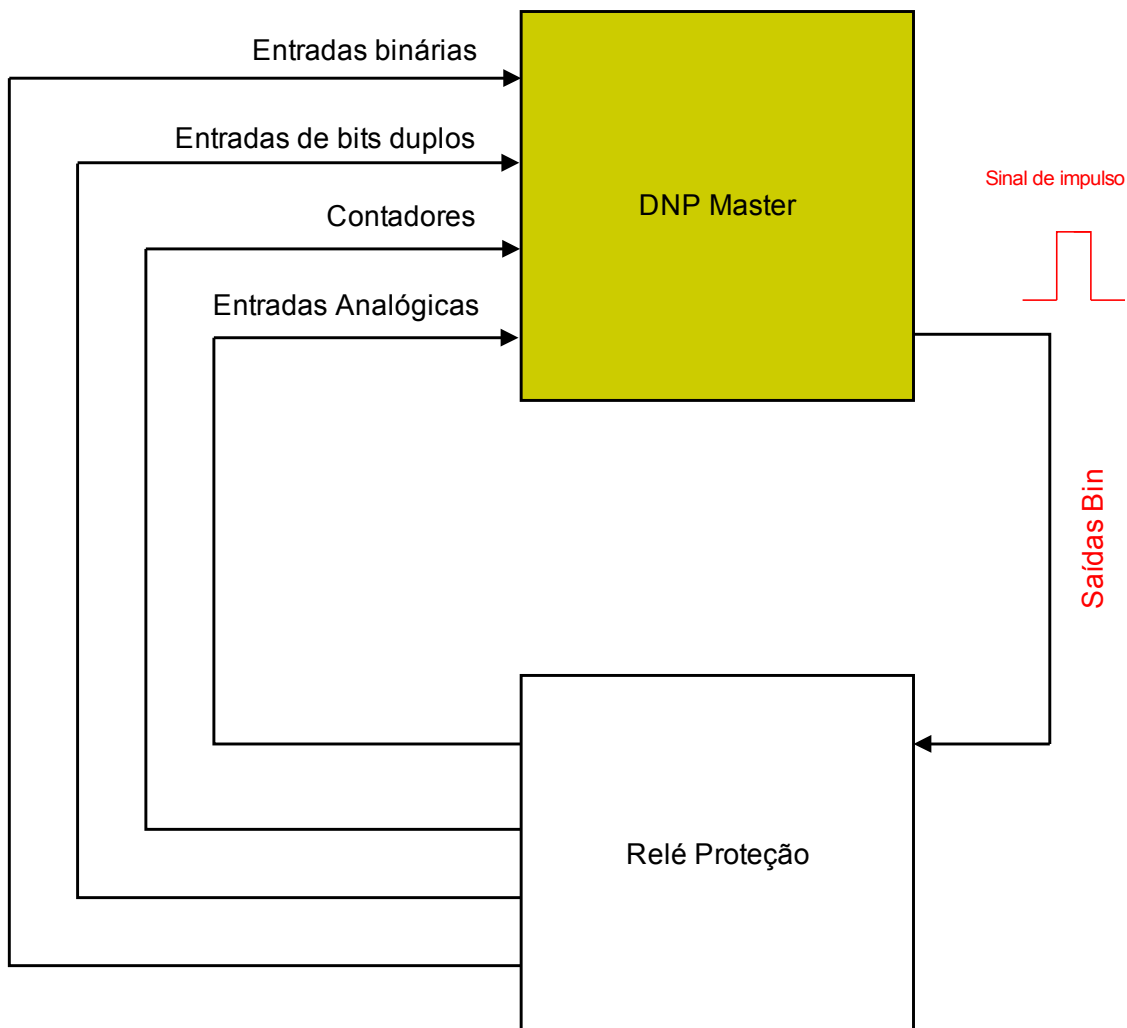 Entradas binárias
Entradas de bits duplos
Contadores
Entradas Analógicas
DNP Master
Sinal de impulso
Saídas Bin
Relé Proteção